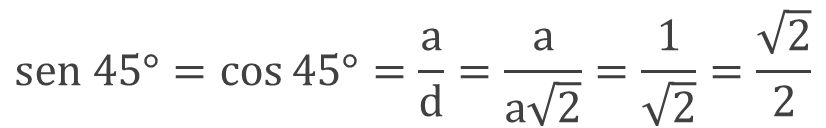 sen 45° = cos 45° = a/d = a/(a√2) = 1/√2 = √2/2